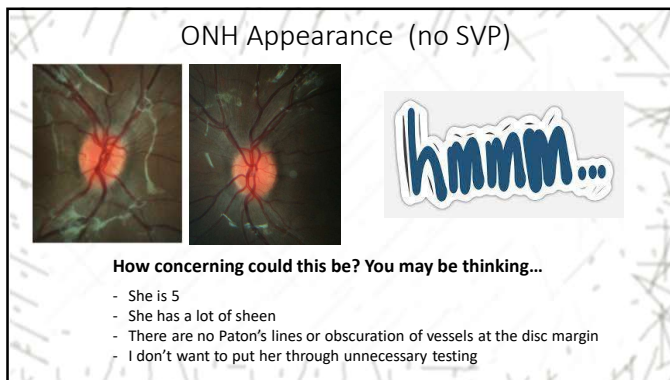 ONH Appearance (no SVP)
hmmm...
How concerning could this be? You may be thinking...
- She is 5
- She has a lot of sheen
- There are no Paton's lines or obscuration of vessels at the disc margin
- I don't want to put her through unnecessary testing